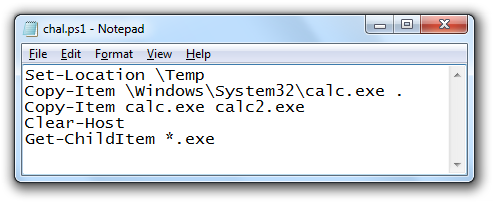 chal.ps1 - Notepad
File Edit Format View Help
Set-Location \Temp
Copy-Item \Windows\System32\calc.exe .
Copy-Item calc.exe calc2.exe
Clear-Host
Get-ChildItem *.exe